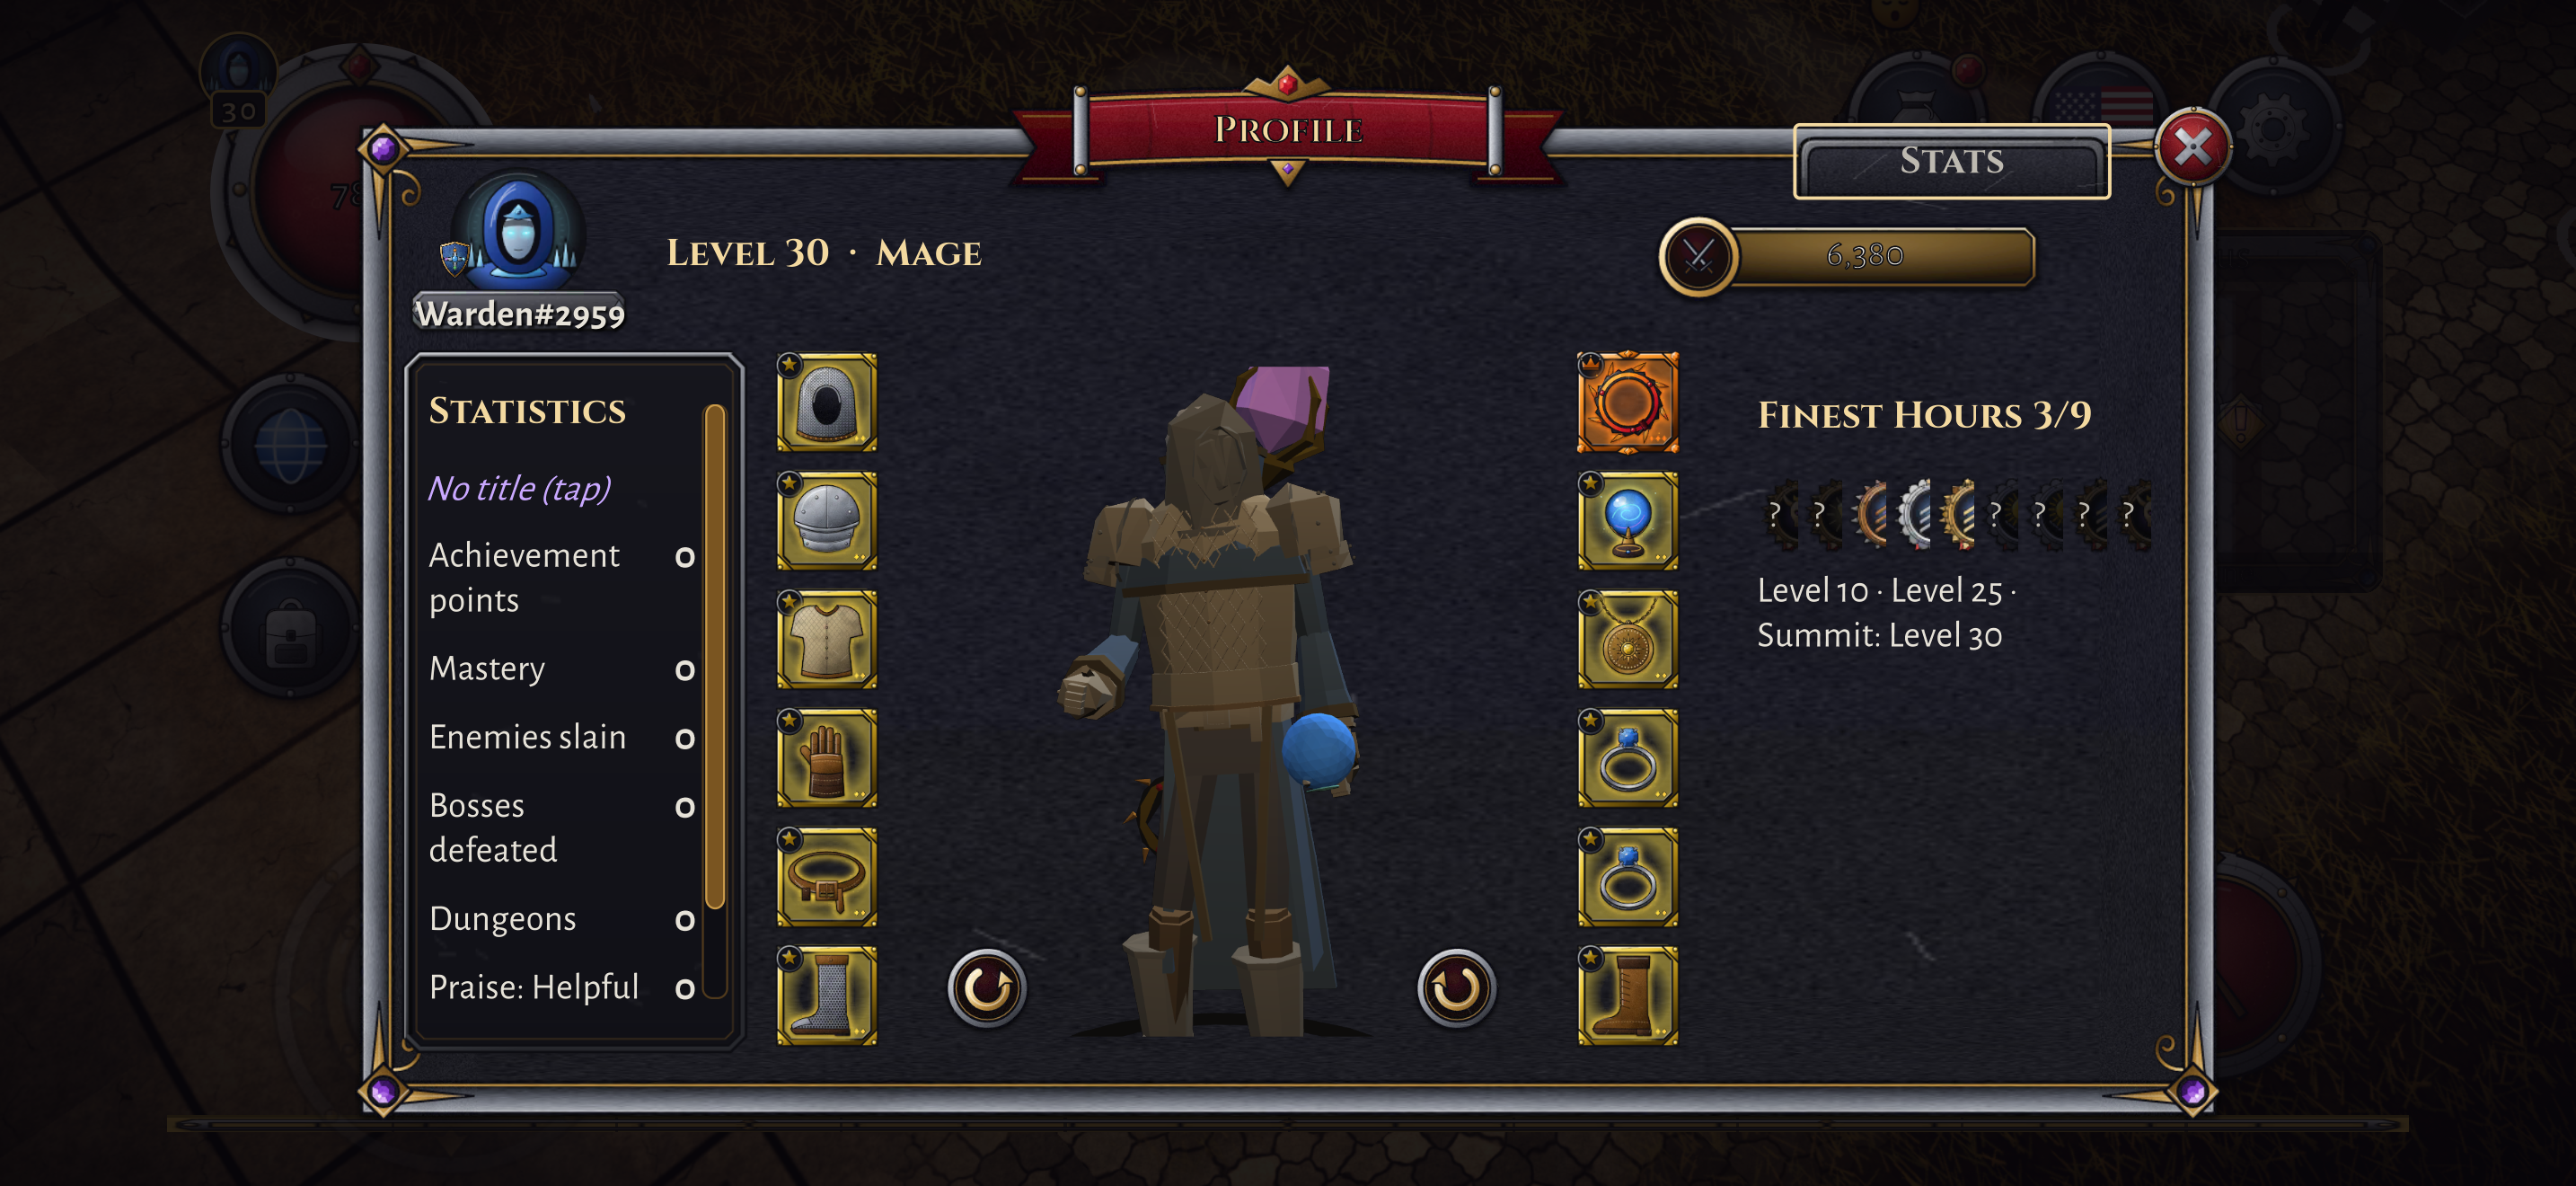 30
Profile
Stats
Level 30 · Mage
6,380
Warden#2959
Statistics
No title (tap)
Achievement points 0
Mastery 0
Enemies slain 0
Bosses defeated 0
Dungeons 0
Praise: Helpful 0
Finest Hours 3/9
? ? ? ? ? ?
Level 10 · Level 25 ·
Summit: Level 30